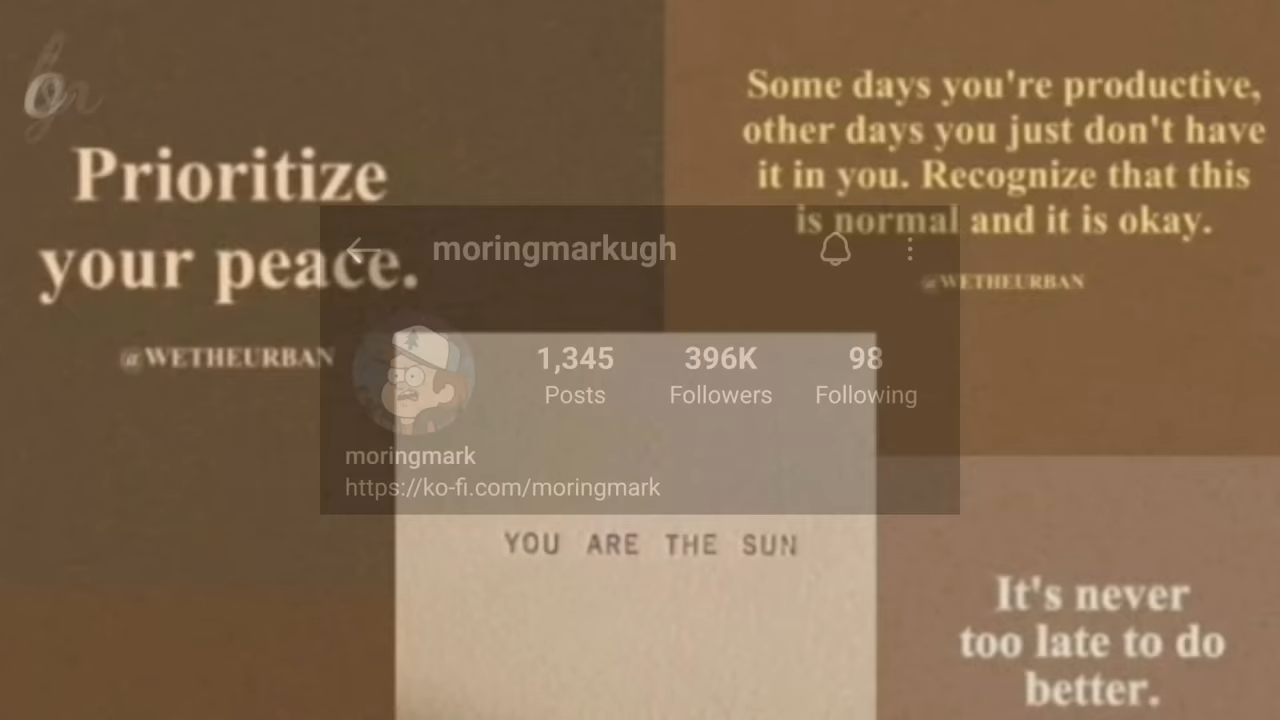 Prioritize
your peace.
@WETHEURBAN
Some days you're productive,
other days you just don't have
it in you. Recognize that this
is normal and it is okay.
@WETHEURBAN
moringmarkugh
1,345 396K 98
Posts Followers Following
moringmark
https://ko-fi.com/moringmark
YOU ARE THE SUN
It's never
too late to do
better.